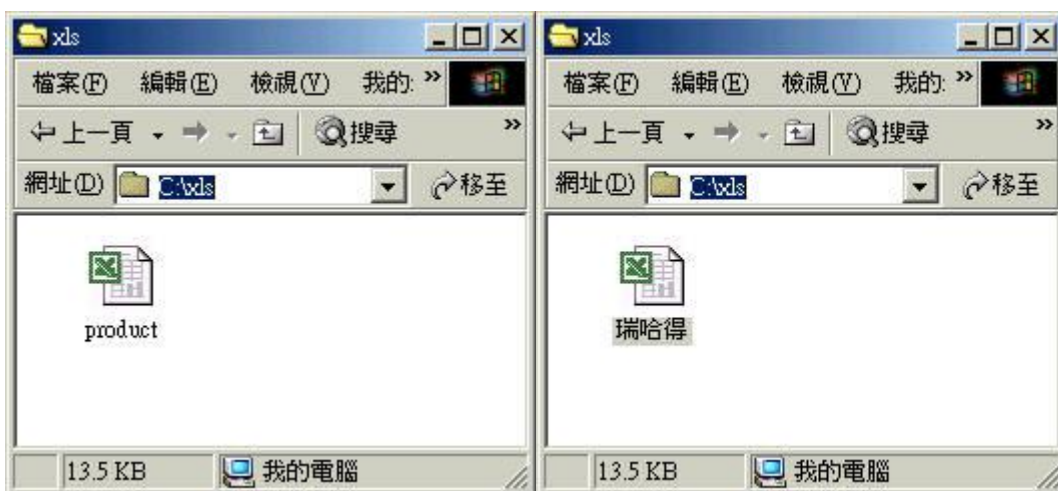 xls
檔案(F) 編輯(E) 檢視(V) 我的: »
上一頁 搜尋 »
網址(D) C:\xls 移至
product
13.5 KB 我的電腦
xls
檔案(F) 編輯(E) 檢視(V) 我的: »
上一頁 搜尋 »
網址(D) C:\xls 移至
瑞哈得
13.5 KB 我的電腦